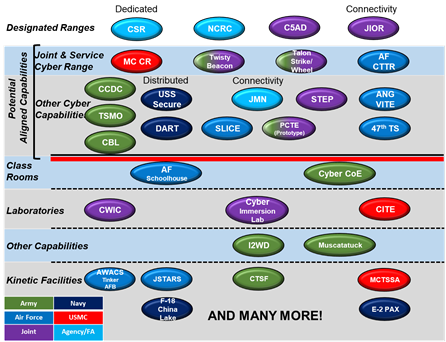 Dedicated
Connectivity
Designated Ranges
CSR
NCRC
C5AD
JIOR
Potential
Aligned Capabilities
Joint & Service
Cyber Range
MC CR
Twisty
Beacon
Talon
Strike/
Wheel
AF
CTTR
Other Cyber
Capabilities
CCDC
TSMO
CBL
Distributed
USS
Secure
DART
SLICE
Connectivity
JMN
STEP
PCTE
(Prototype)
ANG
VITE
47th TS
Class
Rooms
AF
Schoolhouse
Cyber CoE
Laboratories
CWIC
Cyber
Immersion
Lab
CITE
Other Capabilities
I2WD
Muscatatuck
Kinetic Facilities
AWACS
Tinker
AFB
JSTARS
CTSF
MCTSSA
F-18
China
Lake
AND MANY MORE!
E-2 PAX
Army
Navy
Air Force
USMC
Joint
Agency/FA